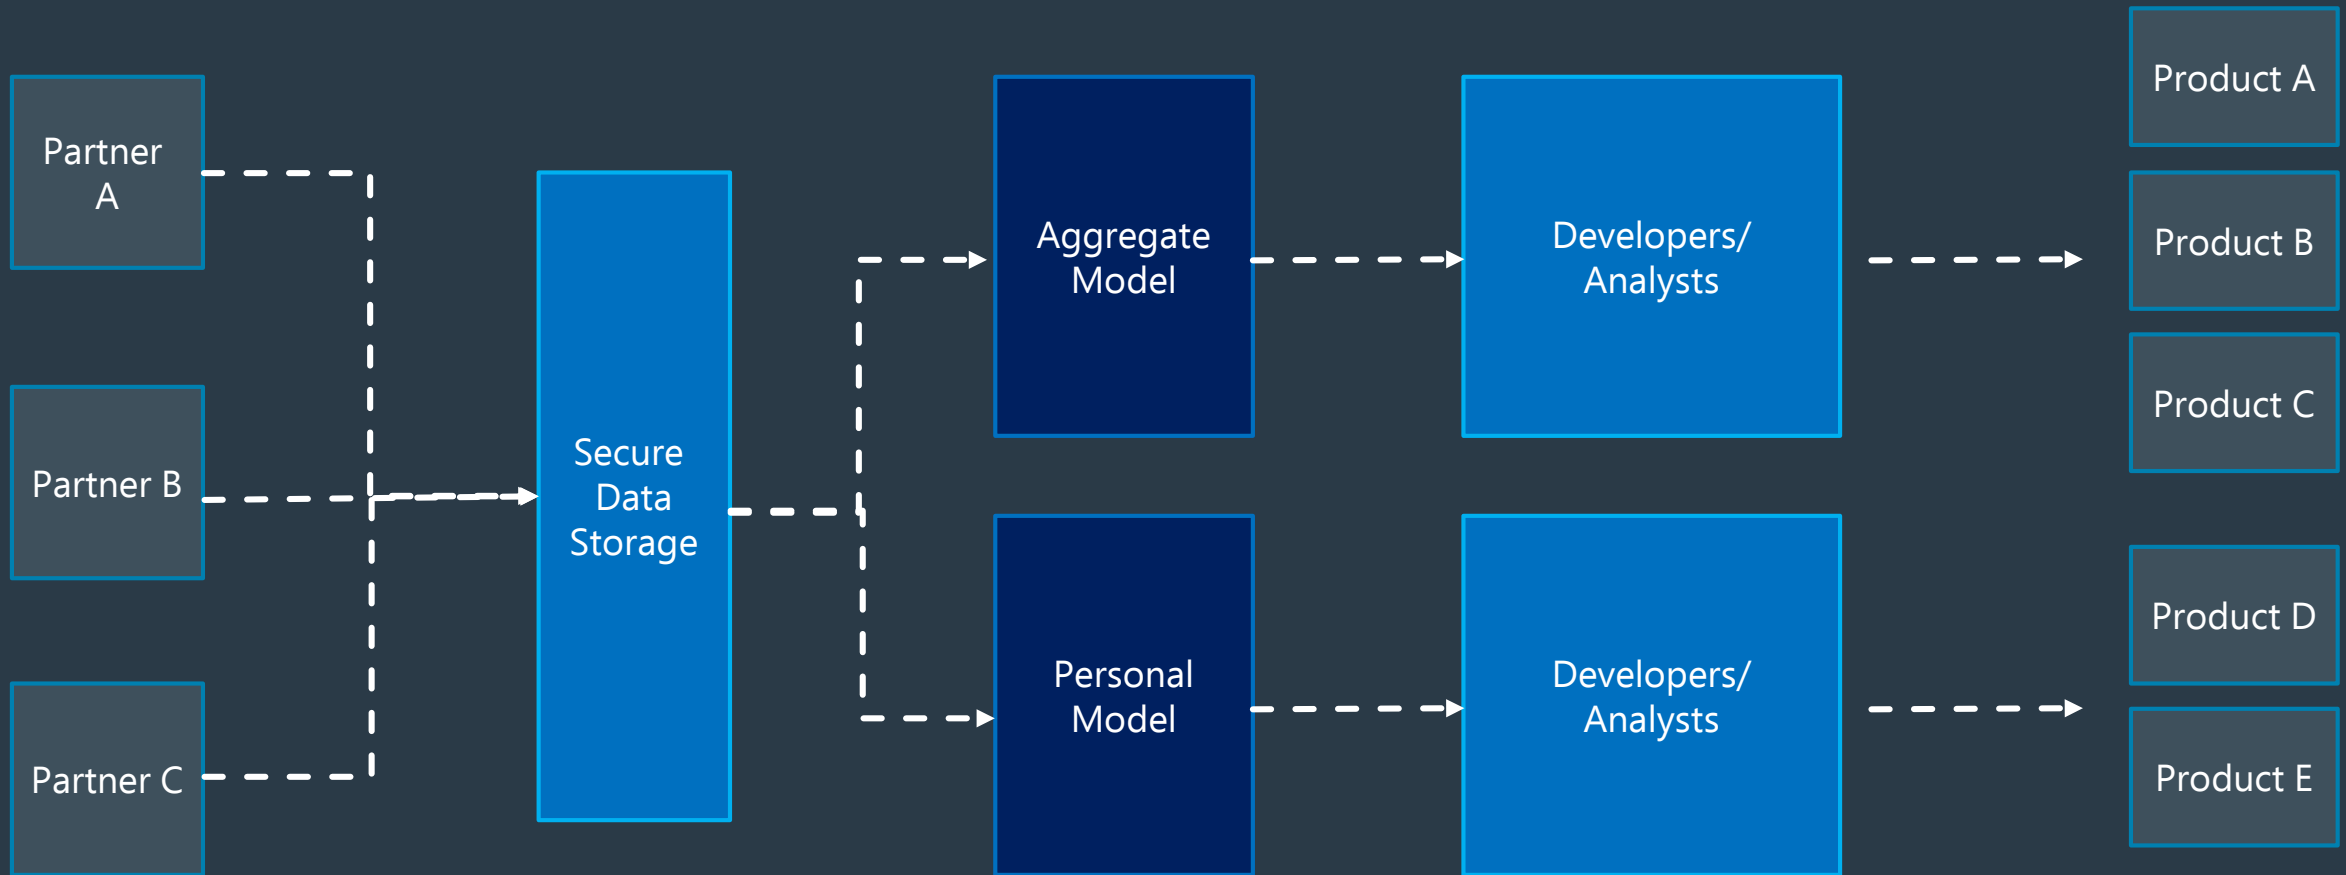 Partner
A
Partner B
Partner C
Secure
Data
Storage
Aggregate
Model
Personal
Model
Developers/
Analysts
Developers/
Analysts
Product A
Product B
Product C
Product D
Product E